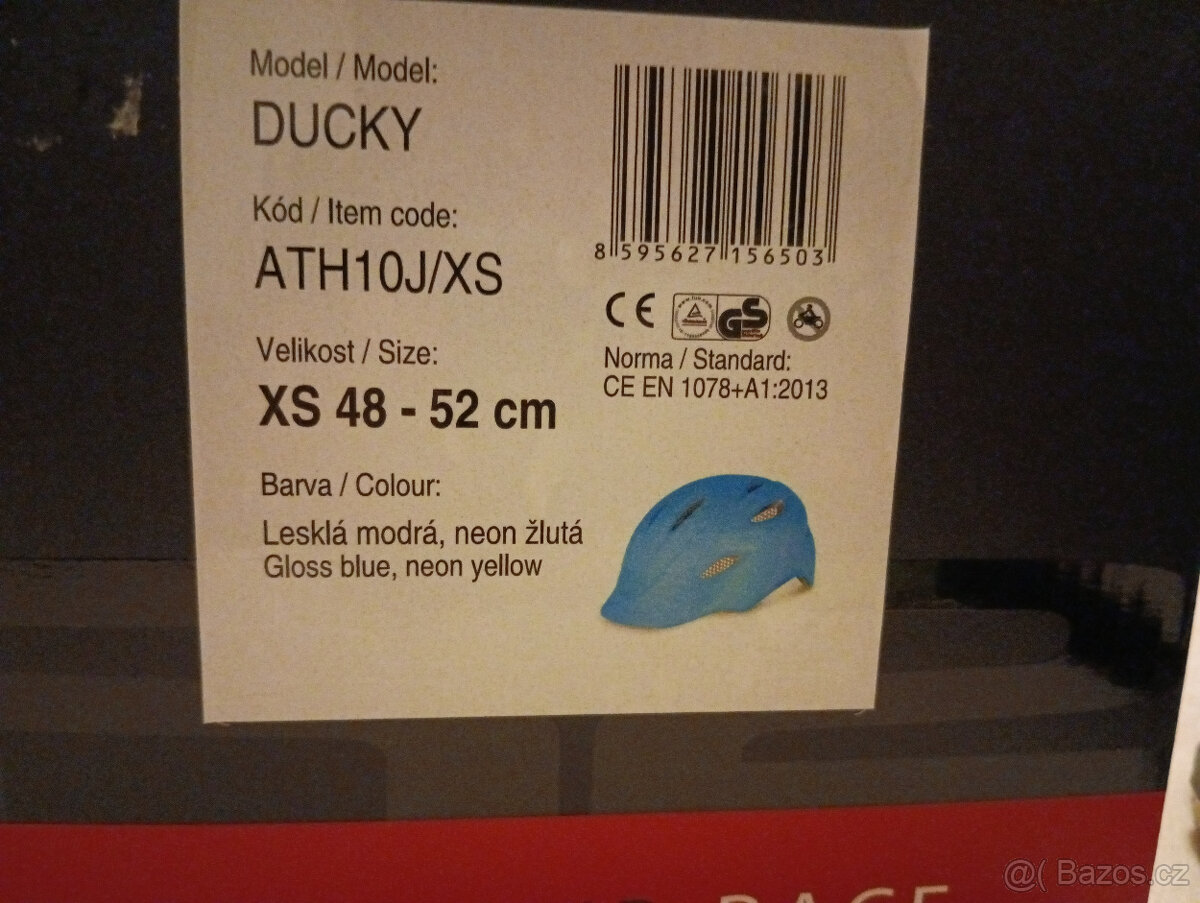 Model / Model:
DUCKY
Kód / Item code:
ATH10J/XS
Velikost / Size:
XS 48 - 52 cm
Barva / Colour:
Lesklá modrá, neon žlutá
Gloss blue, neon yellow
8 595627 156503
CE
GS
Norma / Standard:
CE EN 1078+A1:2013
RACE
@( Bazos.cz